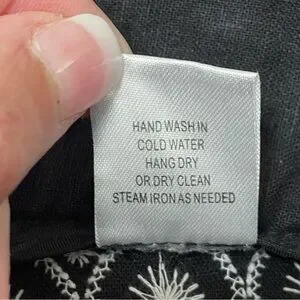 HAND WASH IN
COLD WATER
HANG DRY
OR DRY CLEAN
STEAM IRON AS NEEDED